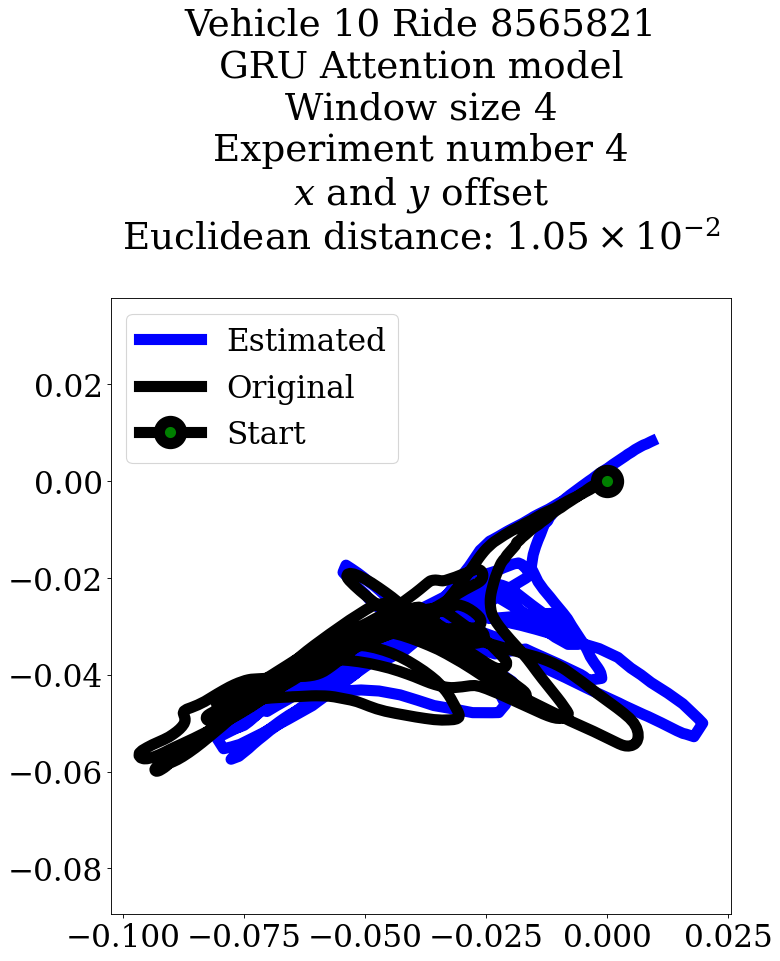 Vehicle 10 Ride 8565821
GRU Attention model
Window size 4
Experiment number 4
x and y offset
Euclidean distance: 1.05 × 10⁻²
Estimated
Original
Start
0.02
0.00
−0.02
−0.04
−0.06
−0.08
−0.100 −0.075 −0.050 −0.025 0.000 0.025